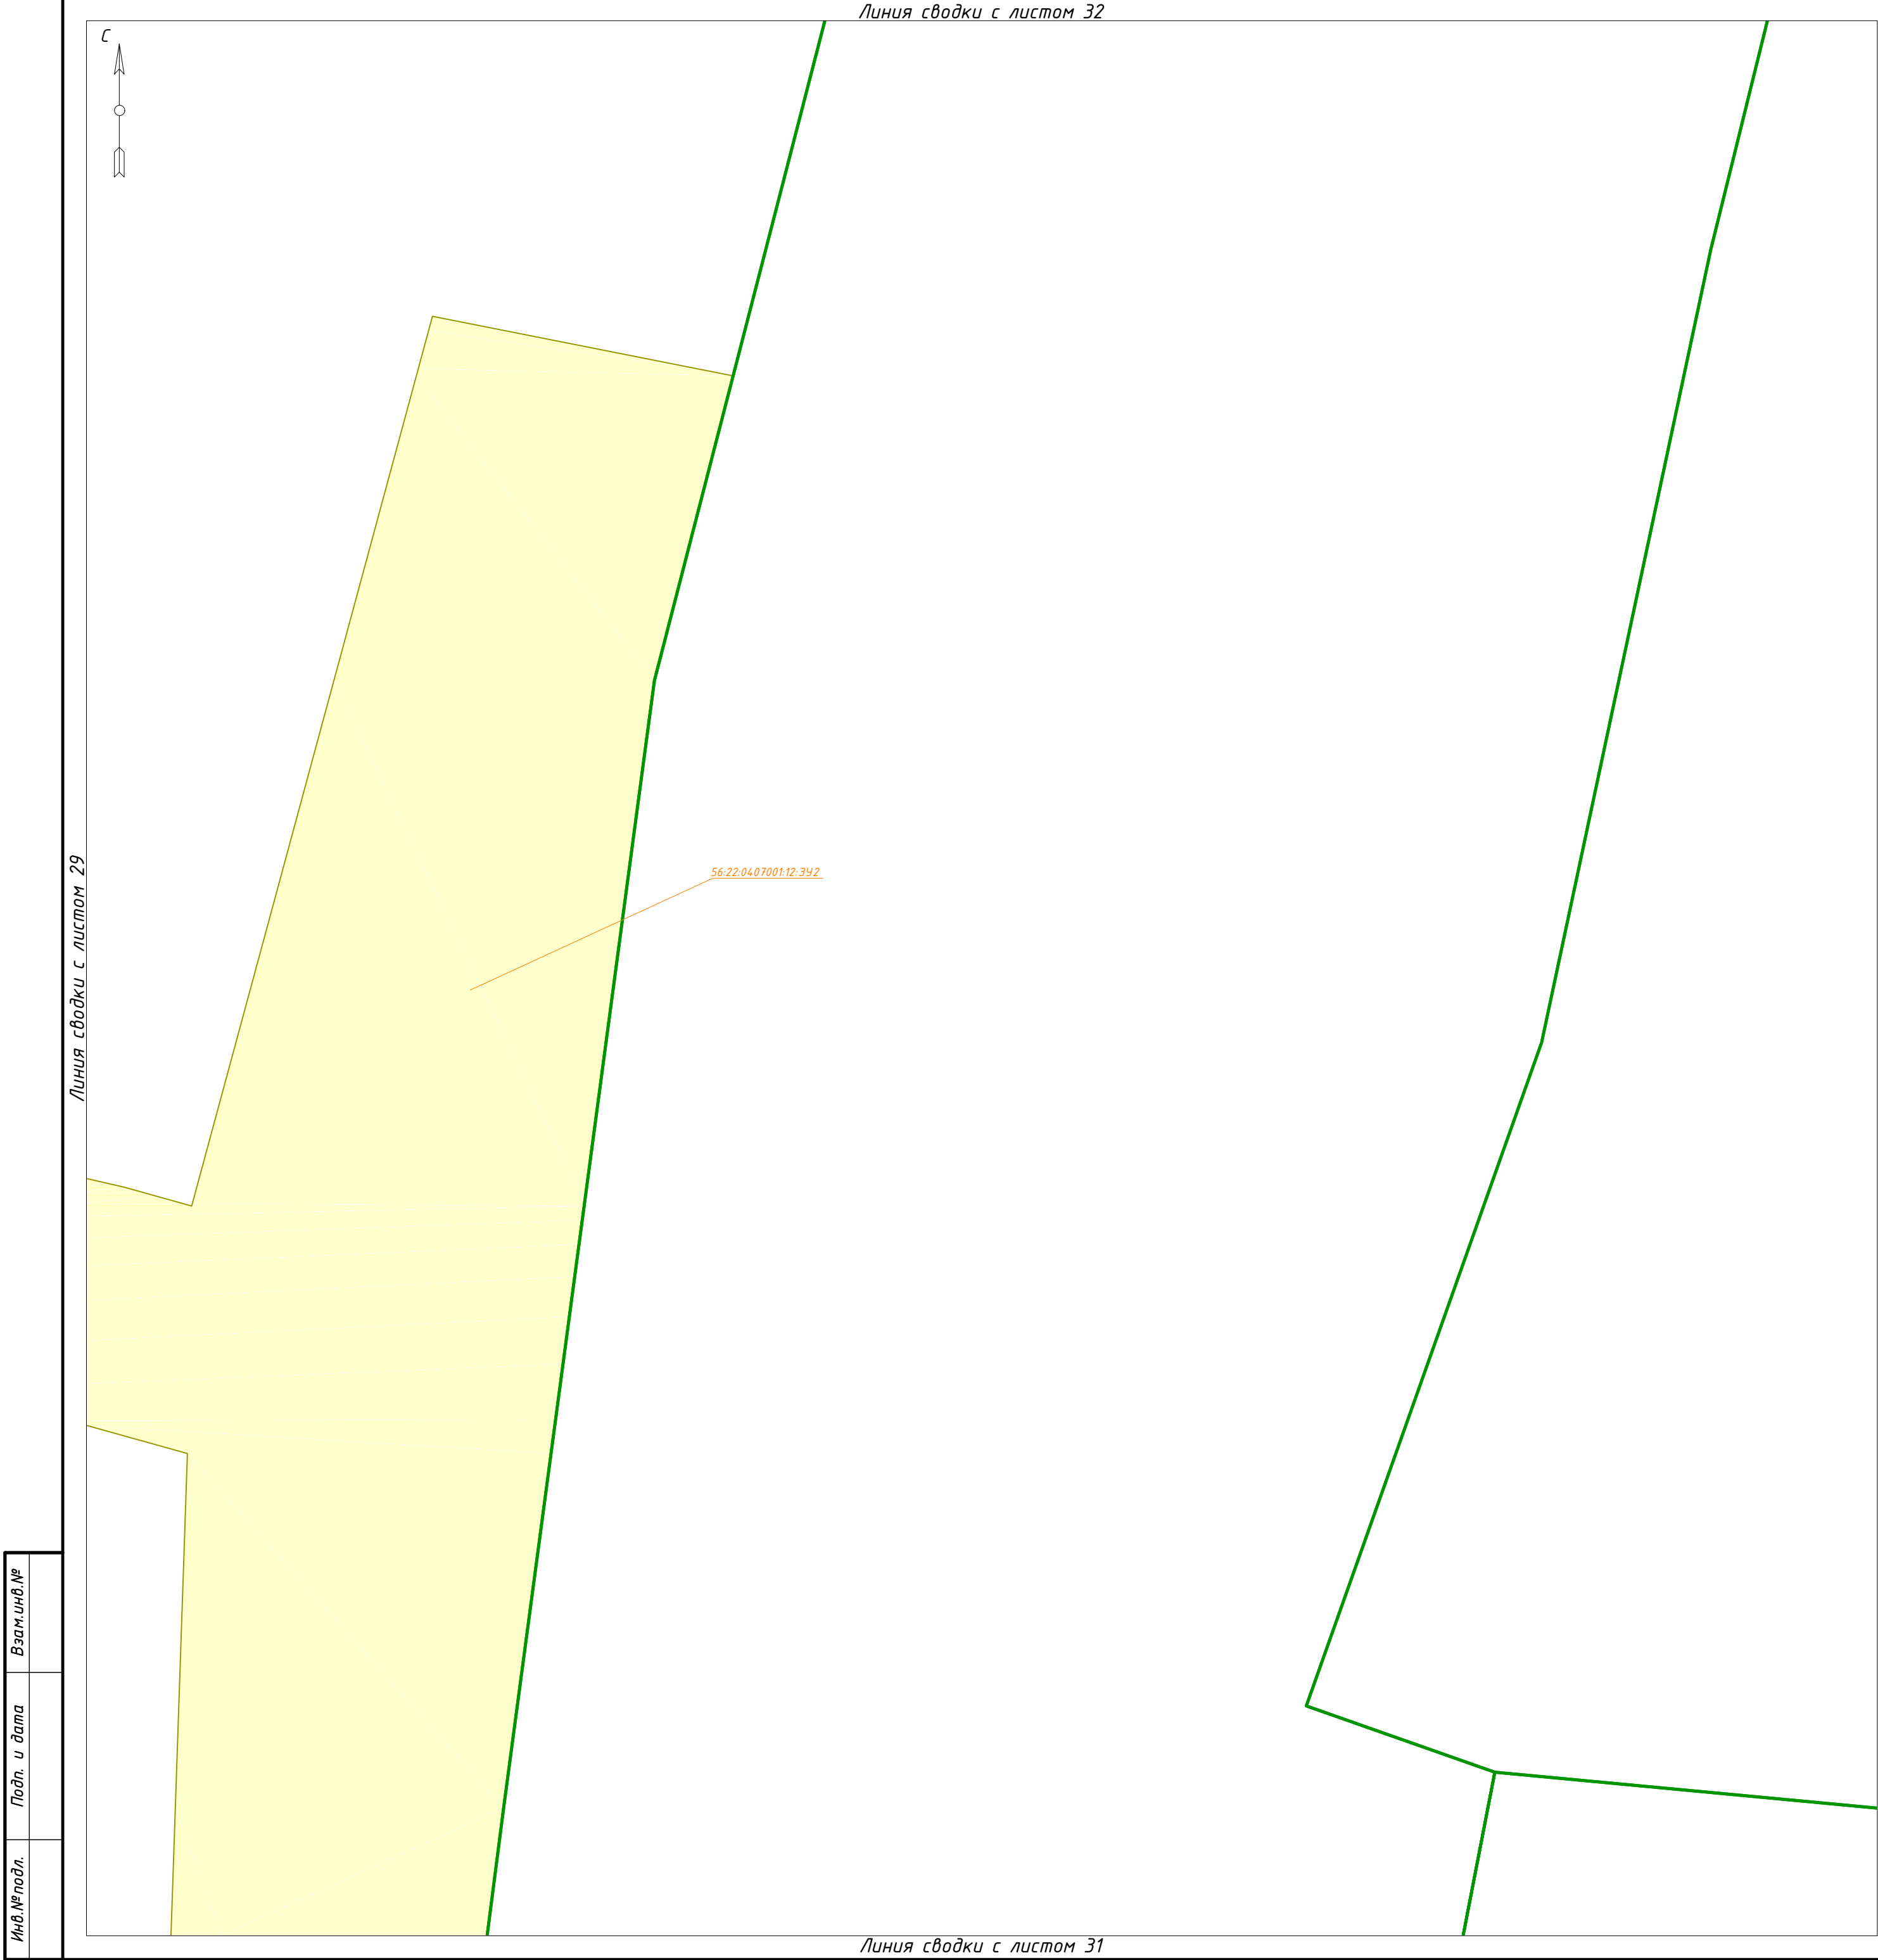 Линия сводки с листом 32
С
56:22:0407001:12:ЗУ2
Линия сводки с листом 29
Взам.инв.№
Подп. и дата
Инв.№подл.
Линия сводки с листом 31